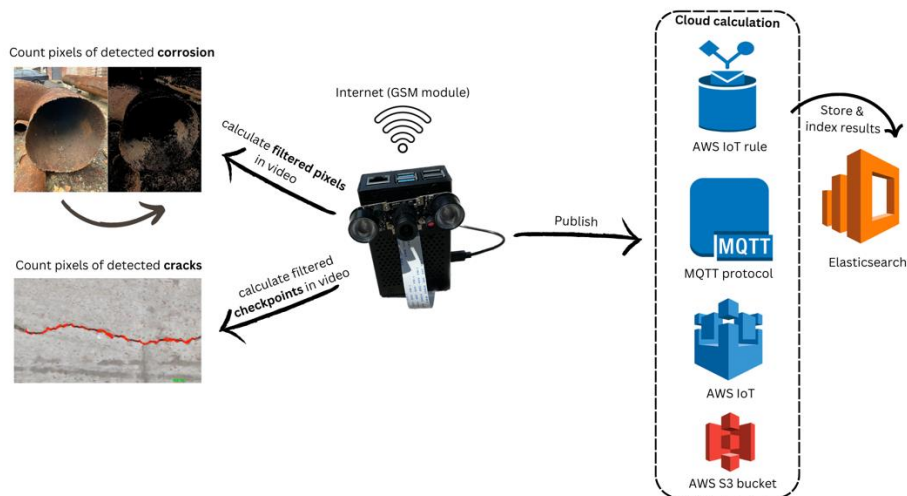 Count pixels of detected corrosion
Internet (GSM module)
calculate filtered pixels
in video
Count pixels of detected cracks
calculate filtered
checkpoints in video
Publish
Cloud calculation
AWS IoT rule
MQTT
MQTT protocol
AWS IoT
AWS S3 bucket
Store &
index results
Elasticsearch